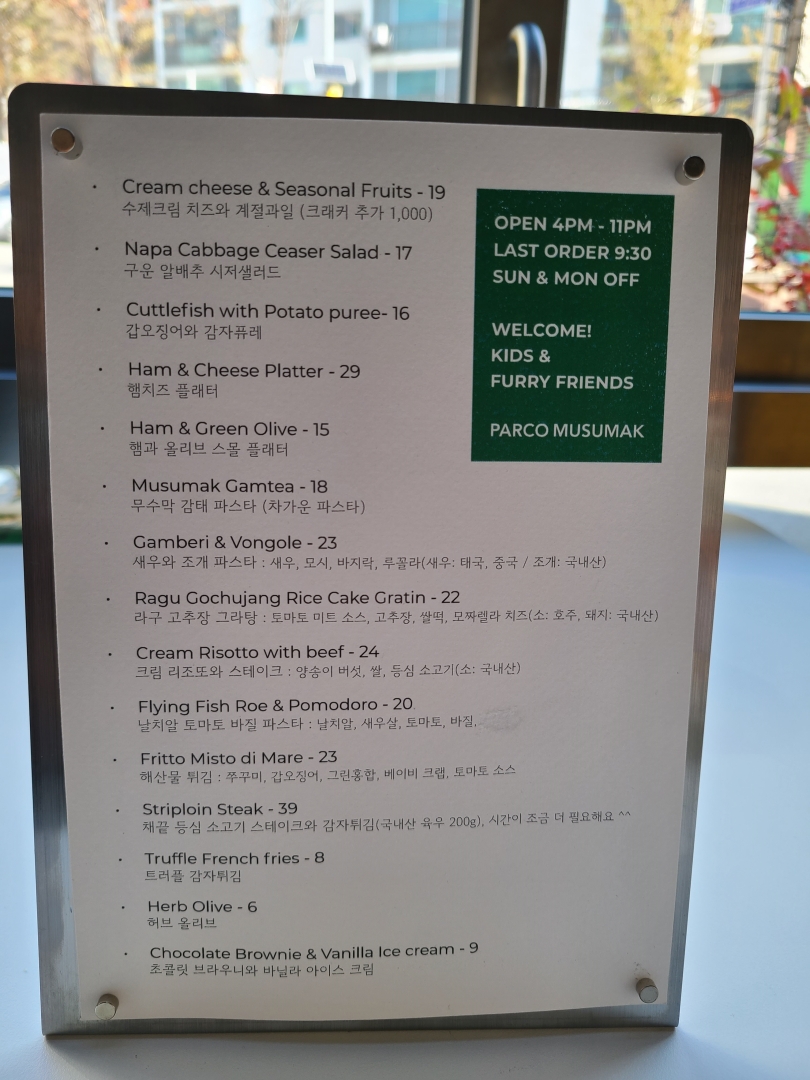 · Cream cheese & Seasonal Fruits - 19
수제크림 치즈와 계절과일 (크래커 추가 1,000)
· Napa Cabbage Ceaser Salad - 17
구운 알배추 시저샐러드
· Cuttlefish with Potato puree- 16
갑오징어와 감자퓨레
· Ham & Cheese Platter - 29
햄치즈 플래터
· Ham & Green Olive - 15
햄과 올리브 스몰 플래터
· Musumak Gamtea - 18
무수막 감태 파스타 (차가운 파스타)
· Gamberi & Vongole - 23
새우와 조개 파스타 : 새우, 모시, 바지락, 루꼴라(새우: 태국, 중국 / 조개: 국내산)
· Ragu Gochujang Rice Cake Gratin - 22
라구 고추장 그라탕 : 토마토 미트 소스, 고추장, 쌀떡, 모짜렐라 치즈(소: 호주, 돼지: 국내산)
· Cream Risotto with beef - 24
크림 리조또와 스테이크 : 양송이 버섯, 쌀, 등심 소고기(소: 국내산)
· Flying Fish Roe & Pomodoro - 20
날치알 토마토 바질 파스타 : 날치알, 새우살, 토마토, 바질,
· Fritto Misto di Mare - 23
해산물 튀김 : 쭈꾸미, 갑오징어, 그린홍합, 베이비 크랩, 토마토 소스
· Striploin Steak - 39
채끝 등심 소고기 스테이크와 감자튀김(국내산 육우 200g), 시간이 조금 더 필요해요 ^^
· Truffle French fries - 8
트러플 감자튀김
· Herb Olive - 6
허브 올리브
· Chocolate Brownie & Vanilla Ice cream - 9
초콜릿 브라우니와 바닐라 아이스 크림
OPEN 4PM - 11PM
LAST ORDER 9:30
SUN & MON OFF
WELCOME!
KIDS &
FURRY FRIENDS
PARCO MUSUMAK